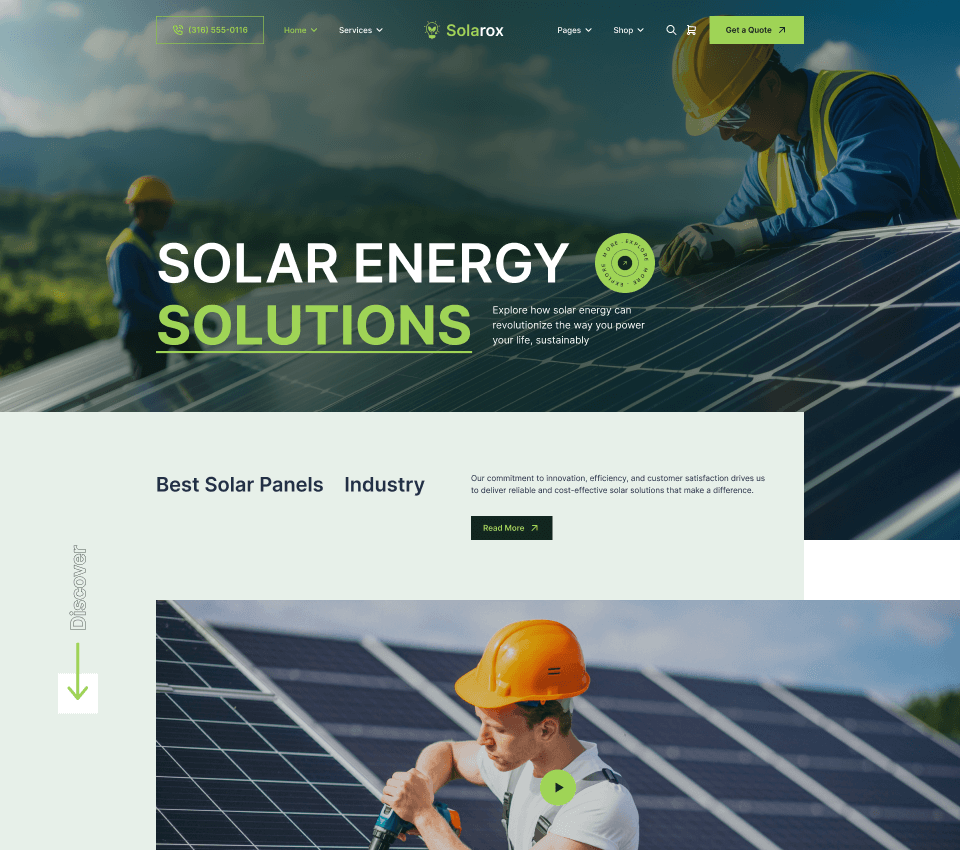 (316) 555-0116
Home
Services
Solarox
Pages
Shop
Get a Quote
SOLAR ENERGY
EXPLORE MORE - EXPLORE MORE -
SOLUTIONS
Explore how solar energy can
revolutionize the way you power
your life, sustainably
Best Solar Panels Industry
Our commitment to innovation, efficiency, and customer satisfaction drives us
to deliver reliable and cost-effective solar solutions that make a difference.
Read More
Discover